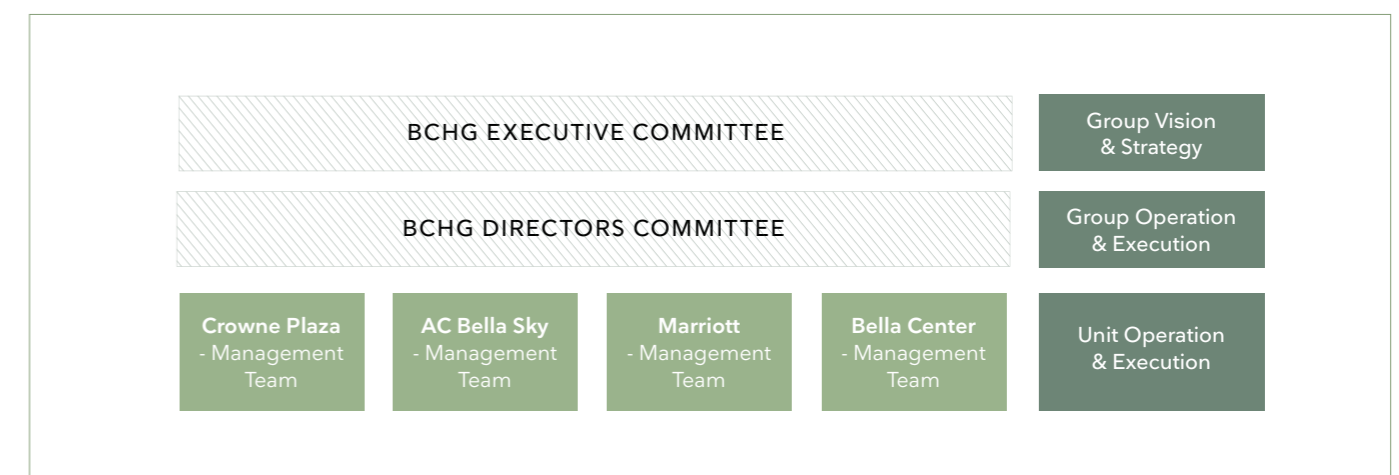 BCHG EXECUTIVE COMMITTEE
Group Vision
& Strategy
BCHG DIRECTORS COMMITTEE
Group Operation
& Execution
Crowne Plaza
- Management
Team
AC Bella Sky
- Management
Team
Marriott
- Management
Team
Bella Center
- Management
Team
Unit Operation
& Execution